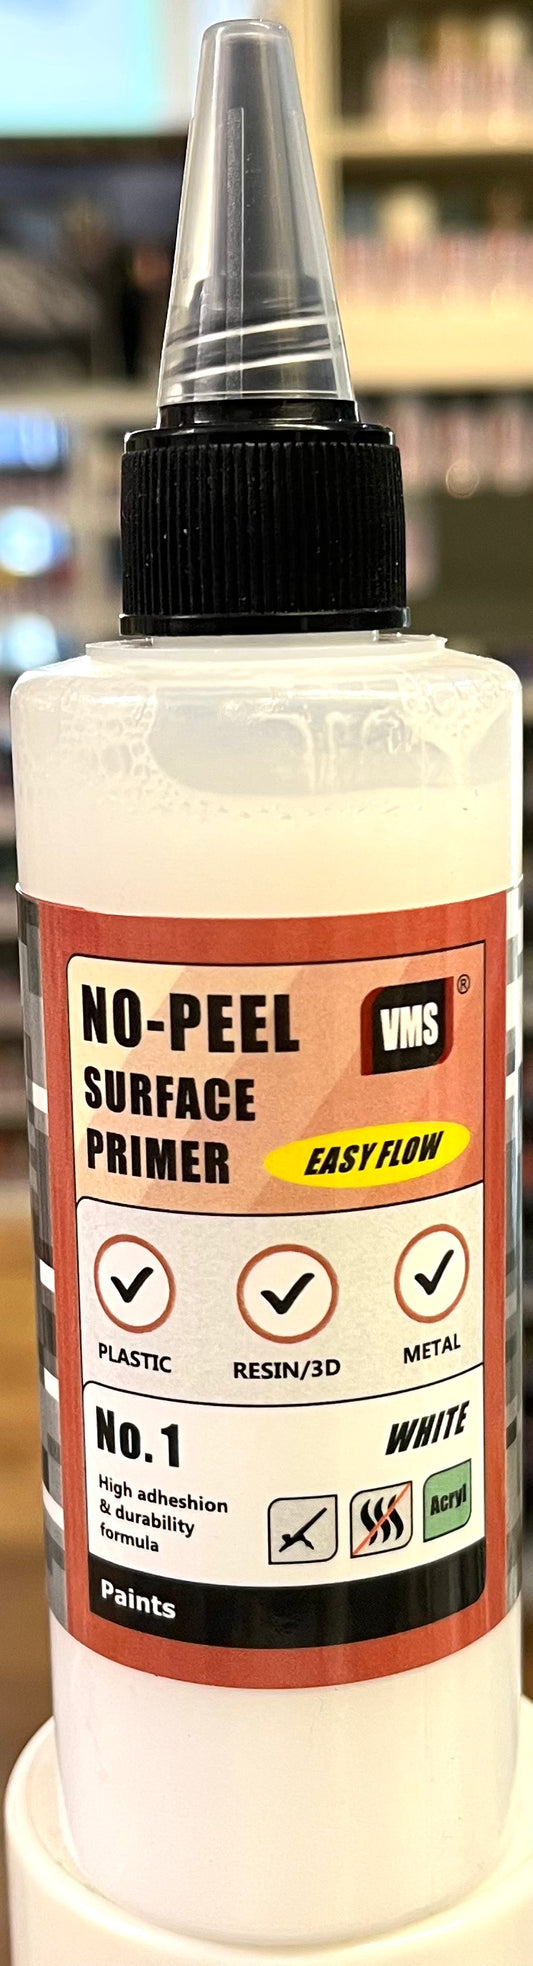 NO-PEEL
VMS ®
SURFACE
PRIMER
EASY FLOW
PLASTIC
RESIN/3D
METAL
No.1
WHITE
High adheshion
& durability
formula
Acryl
Paints